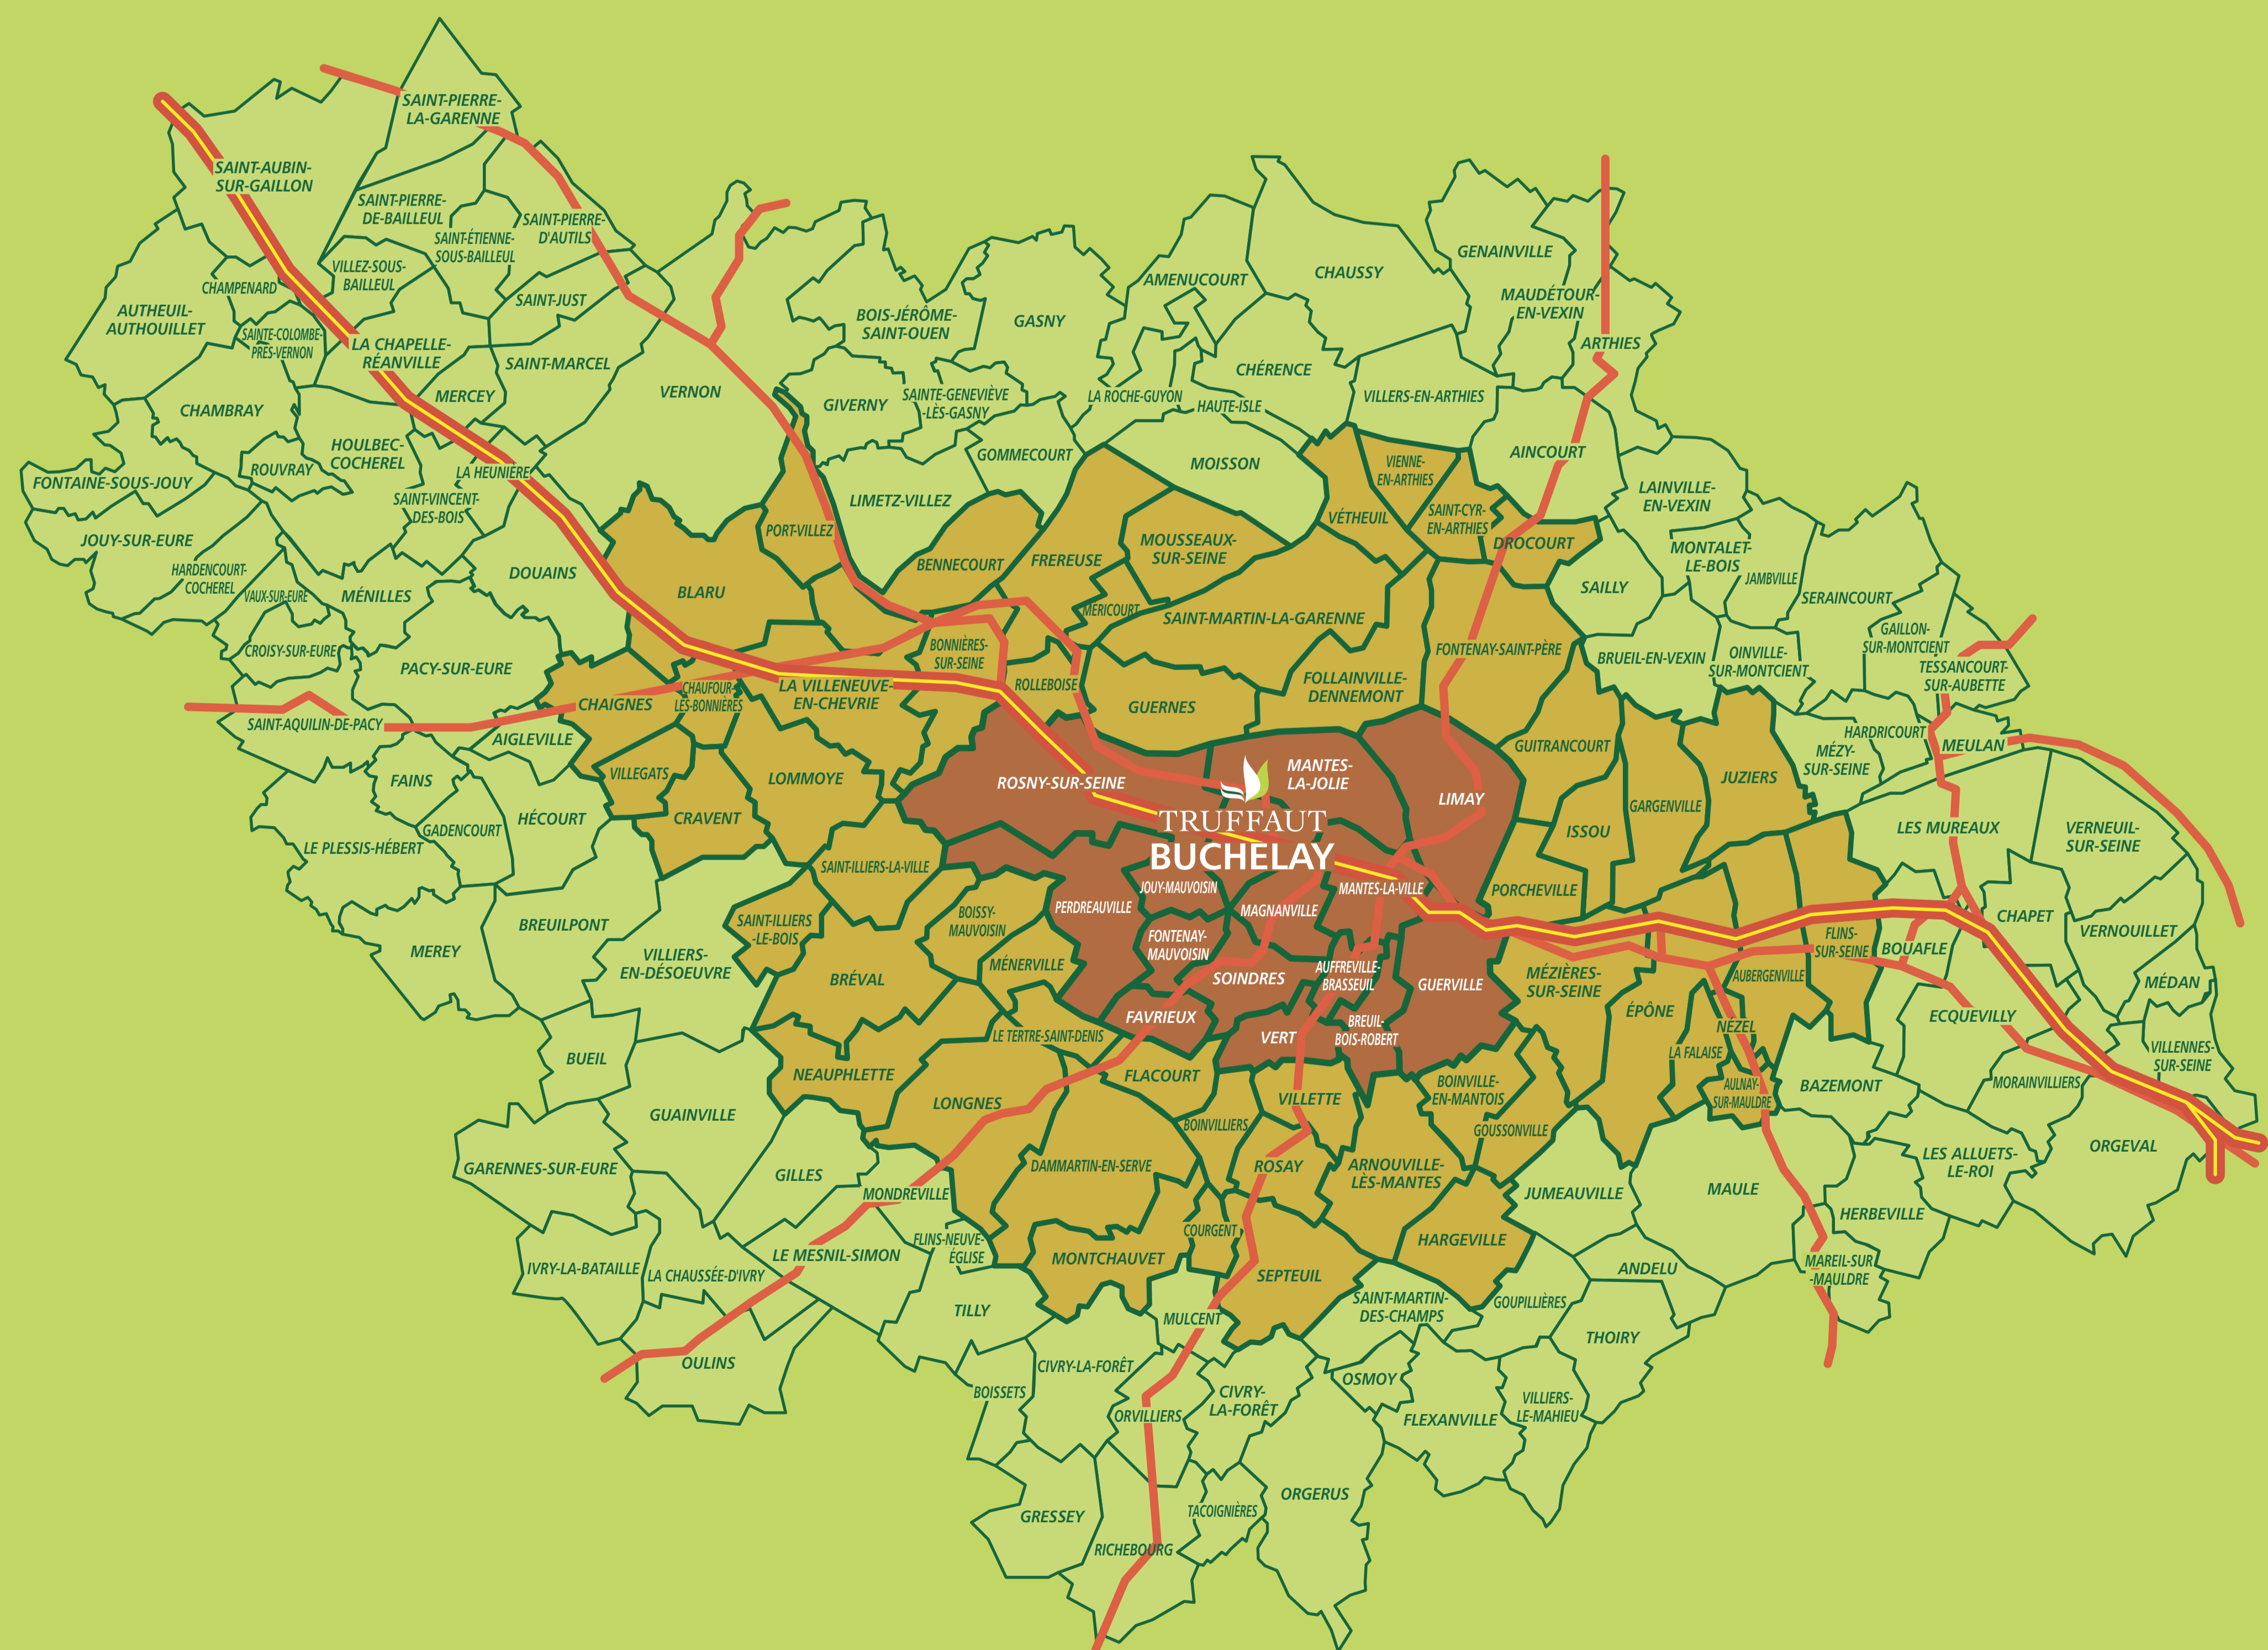 SAINT-PIERRE-
LA-GARENNE
SAINT-AUBIN-
SUR-GAILLON
SAINT-PIERRE-
DE-BAILLEUL
SAINT-PIERRE-
D'AUTILS
SAINT-ÉTIENNE-
SOUS-BAILLEUL
VILLEZ-SOUS-
BAILLEUL
CHAMPENARD
SAINT-JUST
AUTHEUIL-
AUTHOUILLET
SAINTE-COLOMBE-
PRÈS-VERNON
LA CHAPELLE-
RÉANVILLE
SAINT-MARCEL
MERCEY
VERNON
CHAMBRAY
HOULBEC-
COCHEREL
ROUVRAY
LA HEUNIÈRE
FONTAINE-SOUS-JOUY
SAINT-VINCENT-
DES-BOIS
JOUY-SUR-EURE
HARDENCOURT-
COCHEREL
VAUX-SUR-EURE
MÉNILLES
DOUAINS
CROISY-SUR-EURE
PACY-SUR-EURE
SAINT-AQUILIN-DE-PACY
AIGLEVILLE
FAINS
GADENCOURT
HÉCOURT
LE PLESSIS-HÉBERT
MEREY
BREUILPONT
VILLIERS-
EN-DÉSOEUVRE
BUEIL
GUAINVILLE
GARENNES-SUR-EURE
GILLES
MONDREVILLE
IVRY-LA-BATAILLE
LA CHAUSSÉE-D'IVRY
LE MESNIL-SIMON
FLINS-NEUVE-
ÉGLISE
TILLY
OULINS
BOIS-JÉRÔME-
SAINT-OUEN
GASNY
GIVERNY
SAINTE-GENEVIÈVE
-LÈS-GASNY
GOMMECOURT
LIMETZ-VILLEZ
AMENUCOURT
CHAUSSY
CHÉRENCE
LA ROCHE-GUYON
HAUTE-ISLE
MOISSON
VILLERS-EN-ARTHIES
GENAINVILLE
MAUDÉTOUR-
EN-VEXIN
ARTHIES
AINCOURT
LAINVILLE-
EN-VEXIN
MONTALET-
LE-BOIS
JAMBVILLE
SAILLY
SERAINCOURT
BRUEIL-EN-VEXIN
OINVILLE-
SUR-MONTCIENT
GAILLON-
SUR-MONTCIENT
TESSANCOURT-
SUR-AUBETTE
HARDRICOURT
MÉZY-
SUR-SEINE
MEULAN
BLARU
PORT-VILLEZ
BENNECOURT
FREREUSE
MOUSSEAUX-
SUR-SEINE
MÉRICOURT
SAINT-MARTIN-LA-GARENNE
VÉTHEUIL
VIENNE-
EN-ARTHIES
SAINT-CYR-
EN-ARTHIES
DROCOURT
FONTENAY-SAINT-PÈRE
FOLLAINVILLE-
DENNEMONT
GUERNES
ROLLEBOISE
BONNIÈRES-
SUR-SEINE
LA VILLENEUVE-
EN-CHEVRIE
CHAUFOUR-
LÈS-BONNIÈRES
CHAIGNES
VILLEGATS
CRAVENT
LOMMOYE
SAINT-ILLIERS-LA-VILLE
SAINT-ILLIERS
-LE-BOIS
BOISSY-
MAUVOISIN
MÉNERVILLE
BRÉVAL
NEAUPHLETTE
LE TERTRE-SAINT-DENIS
LONGNES
FLACOURT
DAMMARTIN-EN-SERVE
BOINVILLIERS
MONTCHAUVET
COURGENT
ROSAY
VILLETTE
SEPTEUIL
ARNOUVILLE-
LÈS-MANTES
BOINVILLE-
EN-MANTOIS
GOUSSONVILLE
HARGEVILLE
GUITRANCOURT
ISSOU
GARGENVILLE
JUZIERS
PORCHEVILLE
MÉZIÈRES-
SUR-SEINE
ÉPÔNE
LA FALAISE
NÉZEL
AULNAY-
SUR-MAULDRE
AUBERGENVILLE
FLINS-
SUR-SEINE
ROSNY-SUR-SEINE
MANTES-
LA-JOLIE
LIMAY
TRUFFAUT
BUCHELAY
PERDREAUVILLE
JOUY-MAUVOISIN
MAGNANVILLE
MANTES-LA-VILLE
FONTENAY-
MAUVOISIN
SOINDRES
AUFFREVILLE-
BRASSEUIL
GUERVILLE
FAVRIEUX
VERT
BREUIL-
BOIS-ROBERT
LES MUREAUX
VERNEUIL-
SUR-SEINE
CHAPET
VERNOUILLET
BOUAFLE
MÉDAN
ECQUEVILLY
VILLENNES-
SUR-SEINE
BAZEMONT
MORAINVILLIERS
LES ALLUETS-
LE-ROI
ORGEVAL
MAULE
HERBEVILLE
MAREIL-SUR
-MAULDRE
JUMEAUVILLE
ANDELU
GOUPILLIÈRES
THOIRY
SAINT-MARTIN-
DES-CHAMPS
MULCENT
CIVRY-LA-FORÊT
BOISSETS
ORVILLIERS
CIVRY-
LA-FORÊT
OSMOY
FLEXANVILLE
VILLIERS-
LE-MAHIEU
GRESSEY
TACOIGNIÈRES
ORGERUS
RICHEBOURG